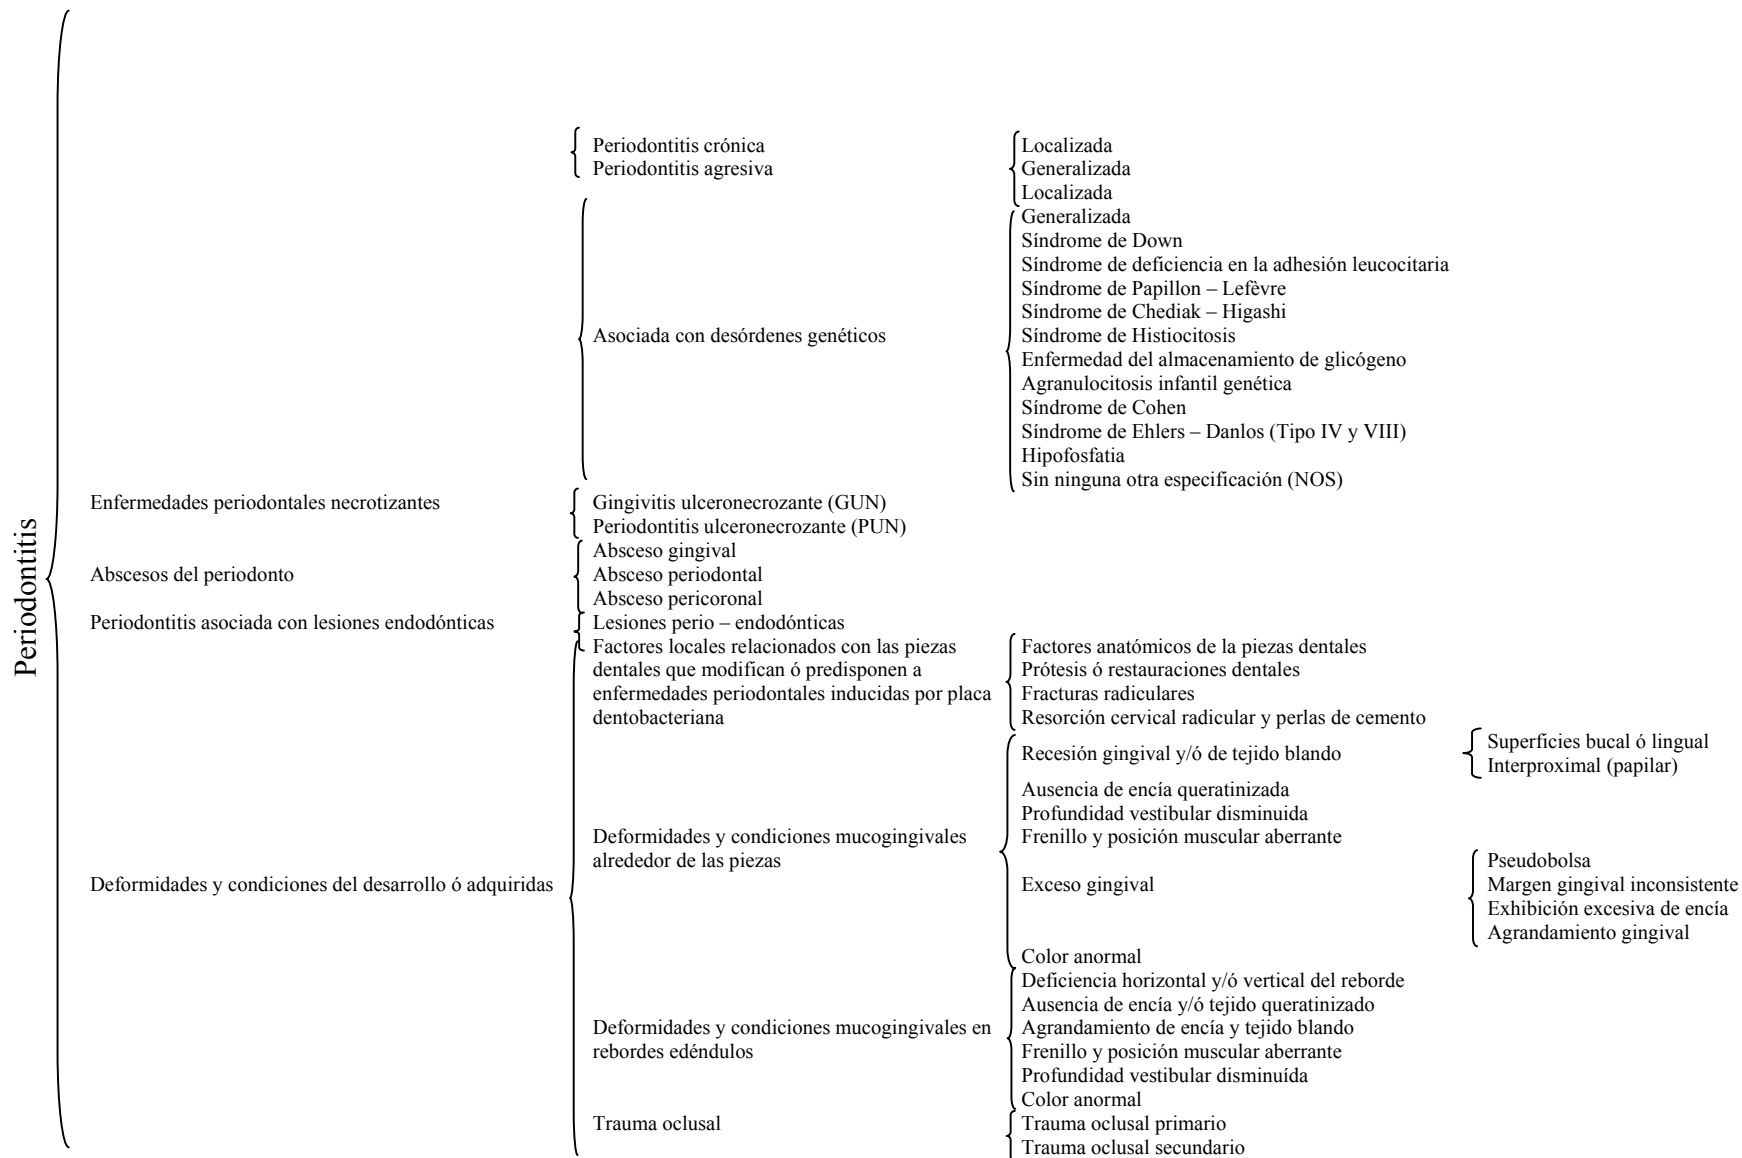 Periodontitis
Periodontitis crónica
Periodontitis agresiva
Localizada
Generalizada
Localizada
Asociada con desórdenes genéticos
Generalizada
Síndrome de Down
Síndrome de deficiencia en la adhesión leucocitaria
Síndrome de Papillon – Lefèvre
Síndrome de Chediak – Higashi
Síndrome de Histiocitosis
Enfermedad del almacenamiento de glicógeno
Agranulocitosis infantil genética
Síndrome de Cohen
Síndrome de Ehlers – Danlos (Tipo IV y VIII)
Hipofosfatia
Sin ninguna otra especificación (NOS)
Enfermedades periodontales necrotizantes
Gingivitis ulceronecrozante (GUN)
Periodontitis ulceronecrozante (PUN)
Abscesos del periodonto
Absceso gingival
Absceso periodontal
Absceso pericoronal
Periodontitis asociada con lesiones endodónticas
Lesiones perio – endodónticas
Deformidades y condiciones del desarrollo ó adquiridas
Factores locales relacionados con las piezas
dentales que modifican ó predisponen a
enfermedades periodontales inducidas por placa
dentobacteriana
Factores anatómicos de la piezas dentales
Prótesis ó restauraciones dentales
Fracturas radiculares
Resorción cervical radicular y perlas de cemento
Deformidades y condiciones mucogingivales
alrededor de las piezas
Recesión gingival y/ó de tejido blando
Superficies bucal ó lingual
Interproximal (papilar)
Ausencia de encía queratinizada
Profundidad vestibular disminuida
Frenillo y posición muscular aberrante
Exceso gingival
Pseudobolsa
Margen gingival inconsistente
Exhibición excesiva de encía
Agrandamiento gingival
Color anormal
Deformidades y condiciones mucogingivales en
rebordes edéndulos
Deficiencia horizontal y/ó vertical del reborde
Ausencia de encía y/ó tejido queratinizado
Agrandamiento de encía y tejido blando
Frenillo y posición muscular aberrante
Profundidad vestibular disminuída
Color anormal
Trauma oclusal
Trauma oclusal primario
Trauma oclusal secundario